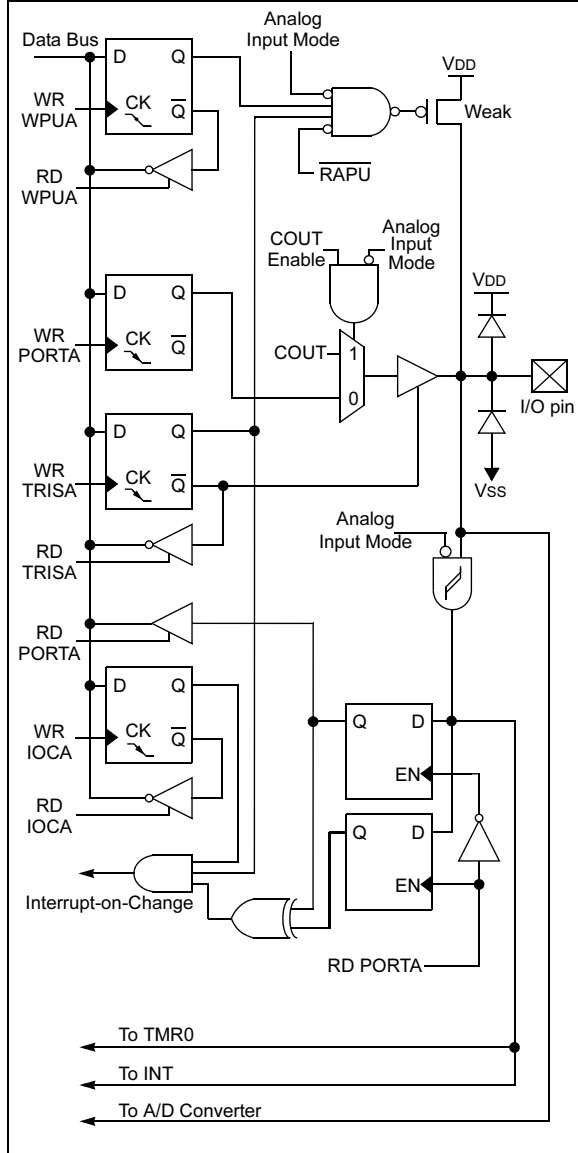 Analog
Input Mode
Data Bus
D Q
VDD
WR
WPUA
CK Q
Weak
RD
WPUA
RAPU
COUT
Enable
Analog
Input
Mode
D Q
VDD
WR
PORTA
CK Q
COUT
1
0
I/O pin
D Q
WR
TRISA
CK Q
VSS
Analog
Input Mode
RD
TRISA
RD
PORTA
D Q
Q D
WR
IOCA
CK Q
EN
RD
IOCA
Q D
EN
Interrupt-on-Change
RD PORTA
To TMR0
To INT
To A/D Converter